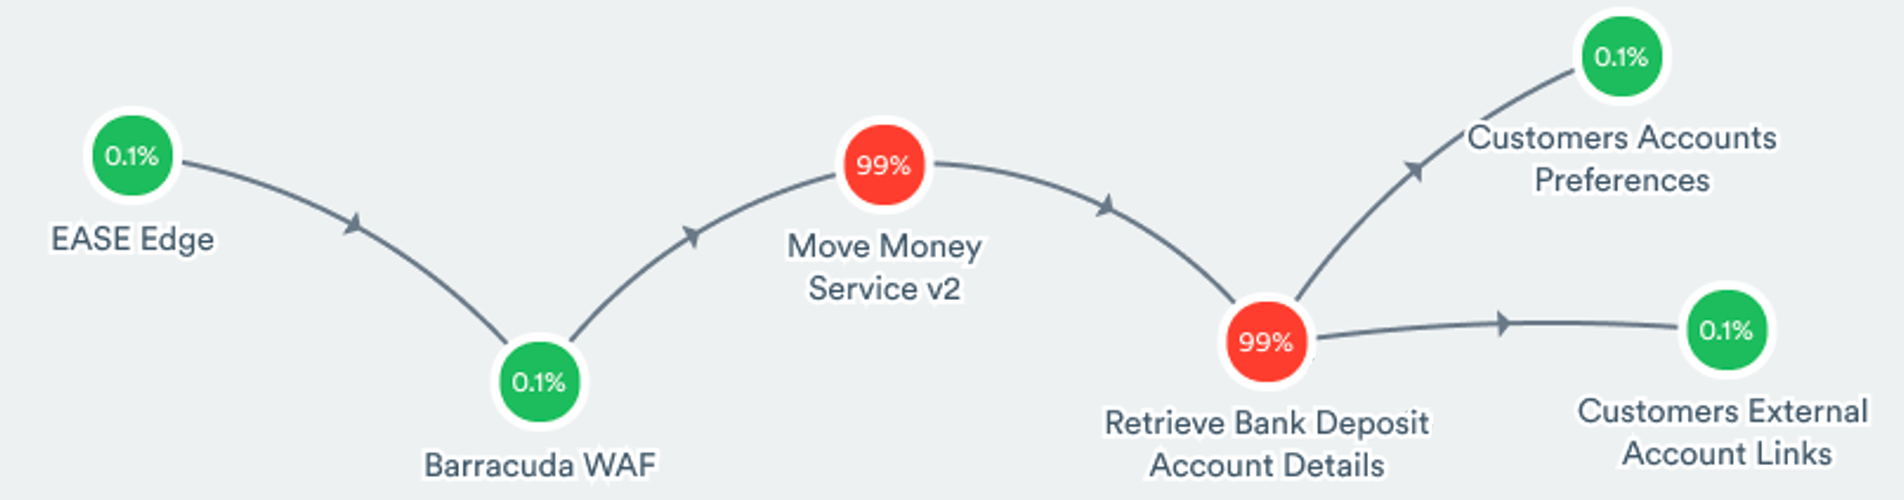 0.1%
EASE Edge
0.1%
Barracuda WAF
99%
Move Money
Service v2
99%
Retrieve Bank Deposit
Account Details
0.1%
Customers Accounts
Preferences
0.1%
Customers External
Account Links